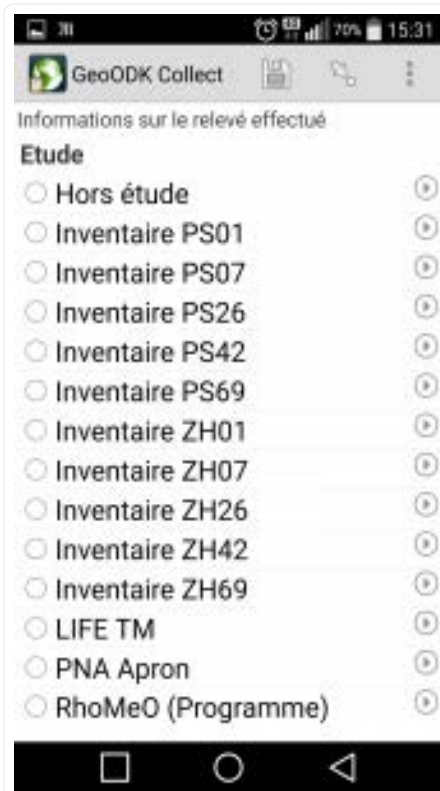 70% 15:31
GeoODK Collect
Informations sur le relevé effectué
Etude
Hors étude
Inventaire PS01
Inventaire PS07
Inventaire PS26
Inventaire PS42
Inventaire PS69
Inventaire ZH01
Inventaire ZH07
Inventaire ZH26
Inventaire ZH42
Inventaire ZH69
LIFE TM
PNA Apron
RhoMeO (Programme)